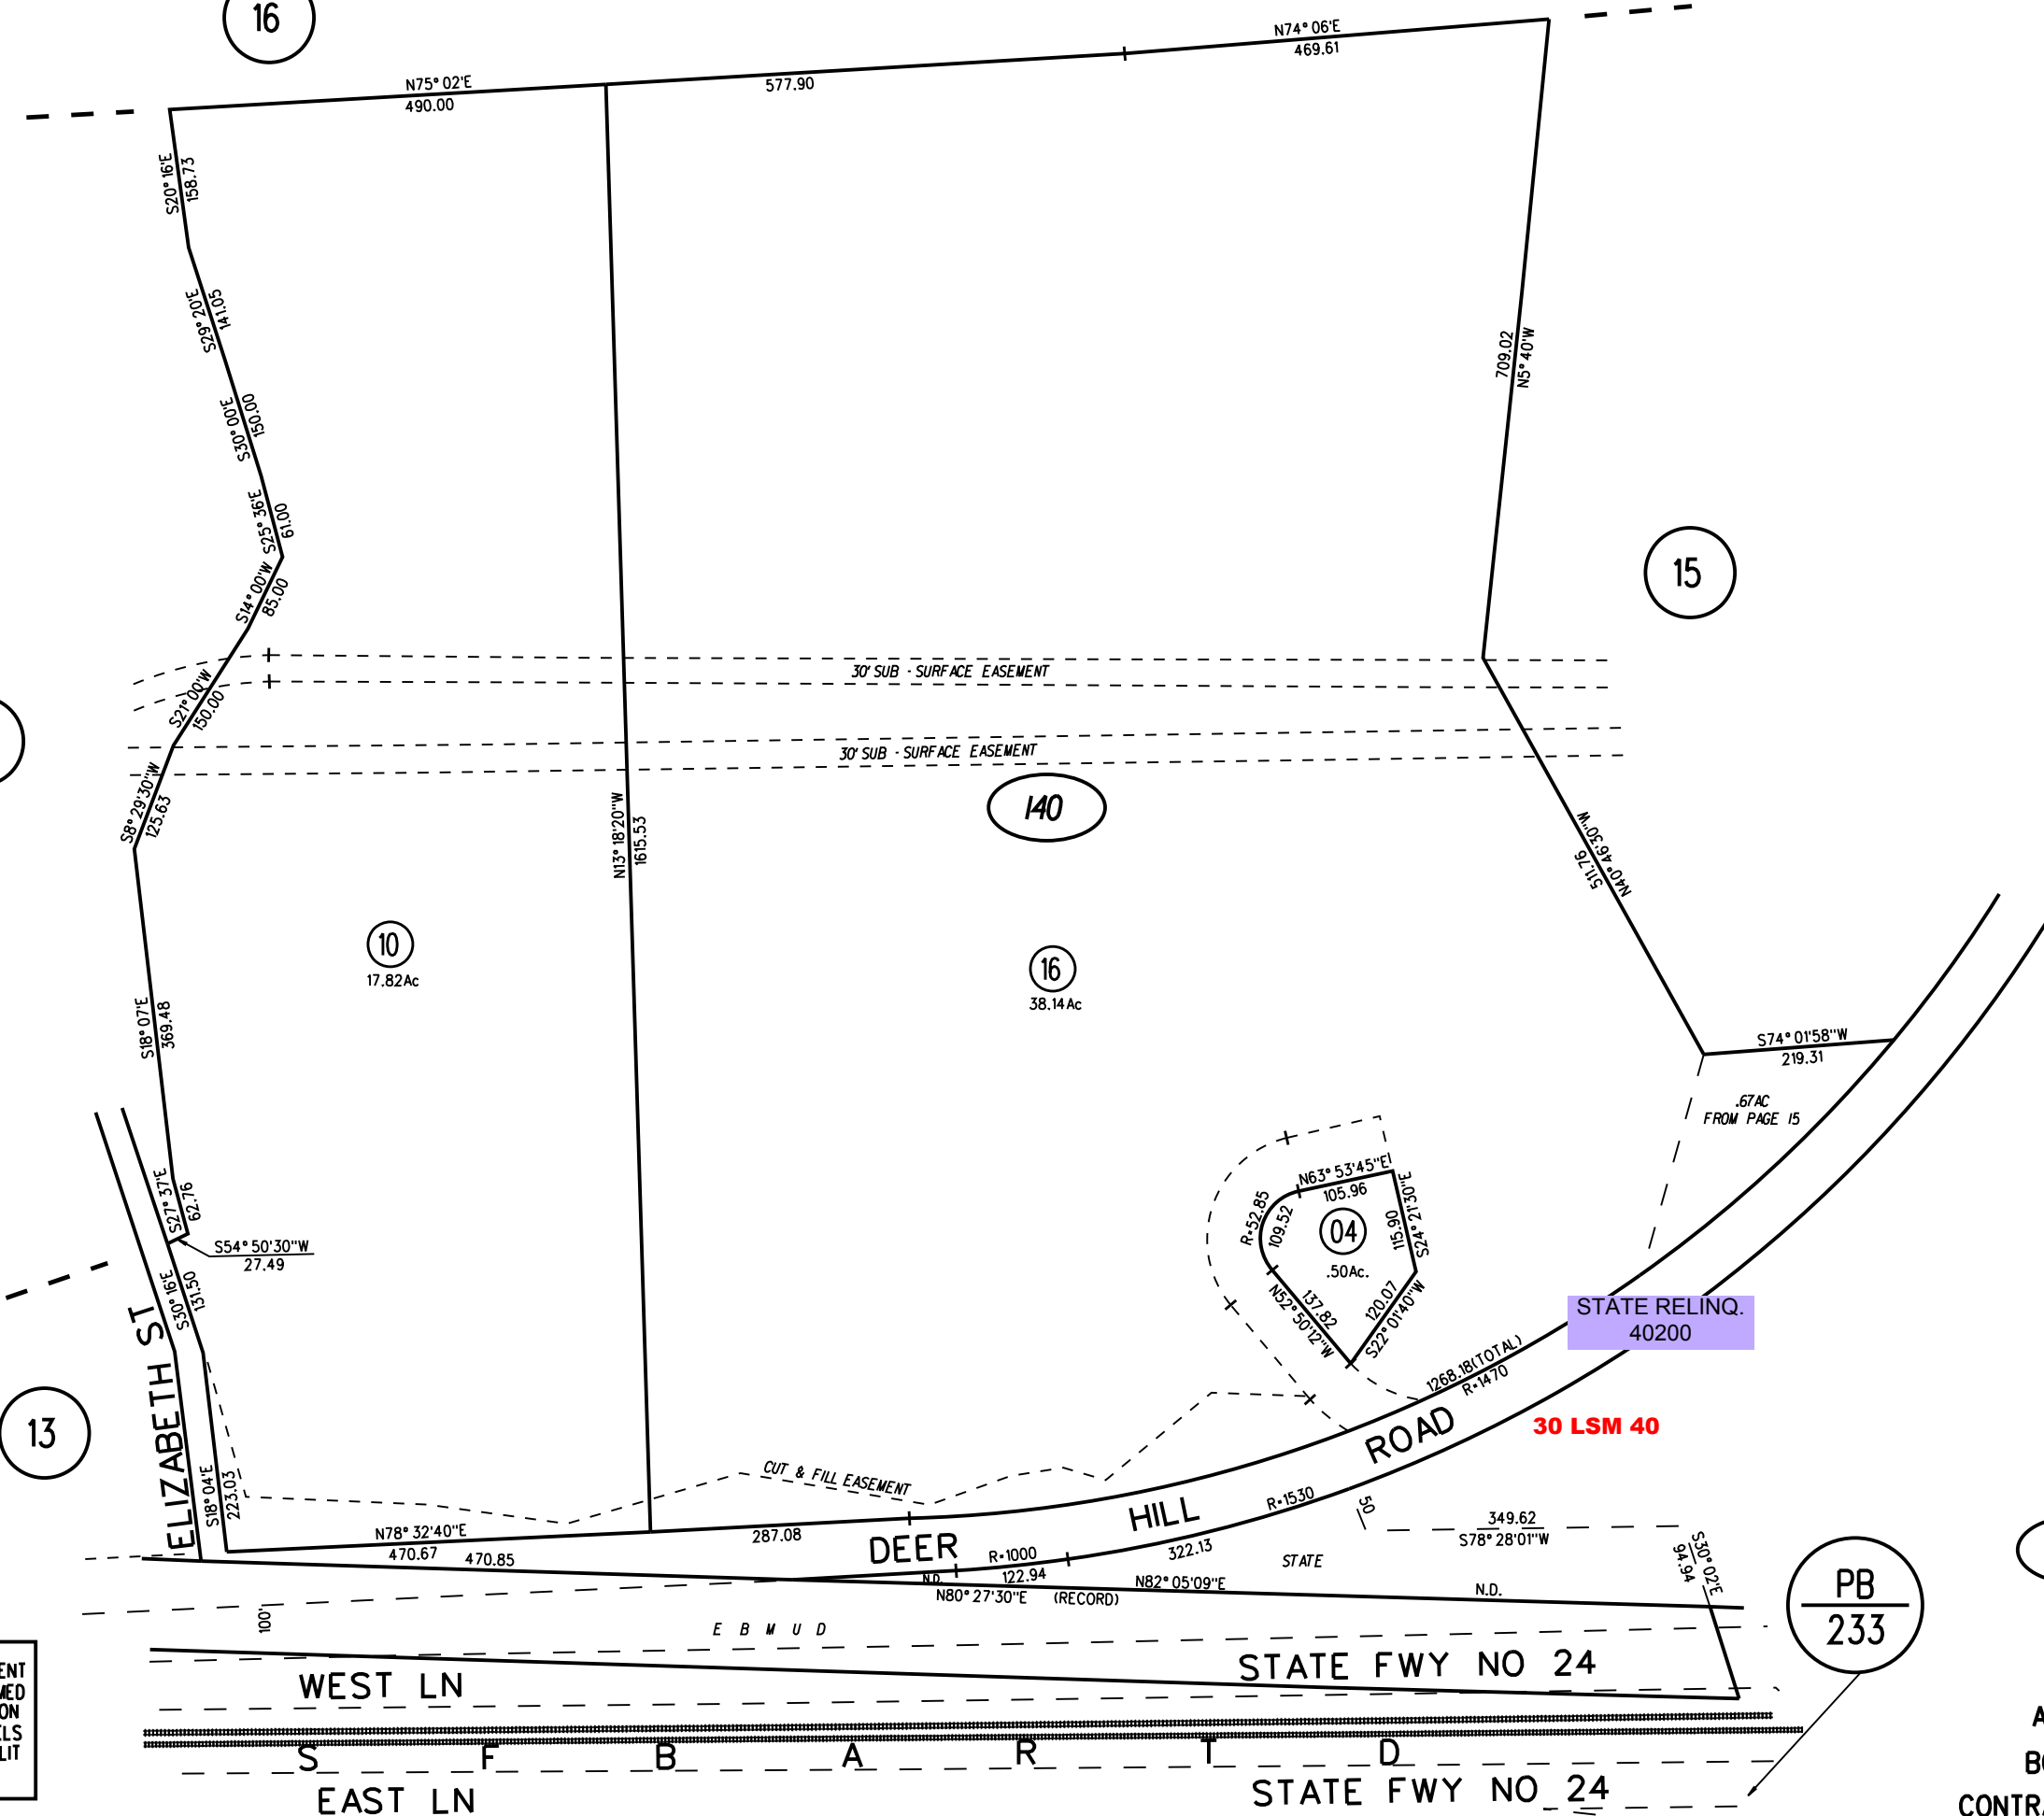 16
N74° 06'E
469.61
N75° 02'E
490.00
577.90
S20° 16'E
158.73
S29° 20'E
141.05
S30° 00'E
150.00
S25° 36'E
61.00
S14° 00'W
85.00
709.02
N5° 40'W
15
30' SUB - SURFACE EASEMENT
S21° 00'W
150.00
30' SUB - SURFACE EASEMENT
S8° 29'30"W
125.63
N13° 18'20"W
1615.53
140
N40° 46'30"W
511.76
10
17.82Ac
16
38.14Ac
S18° 07'E
369.48
S74° 01'58"W
219.31
.67AC
FROM PAGE 15
S27° 37'E
62.76
S54° 50'30"W
27.49
N63° 53'45"E
105.96
R=52.85
109.52
04
.50Ac.
115.90
S24° 21'30"E
137.82
N52° 50'12"W
120.07
S22° 01'40"W
S30° 16'E
131.50
ELIZABETH ST
STATE RELINQ.
40200
1268.18(TOTAL)
R=1470
30 LSM 40
13
S18° 04'E
223.03
CUT & FILL EASEMENT
DEER HILL ROAD
R=1530
50
349.62
S78° 28'01"W
N78° 32'40"E
470.67
470.85
287.08
R=1000
122.94
322.13
STATE
N.D.
N82° 05'09"E
N.D.
N80° 27'30"E (RECORD)
S30° 02'E
94.94
PB
233
100'
E B M U D
WEST LN
STATE FWY NO 24
S F B A R T D
EAST LN
STATE FWY NO 24
ENT
MED
ON
LS
LIT
A
BO
CONTR